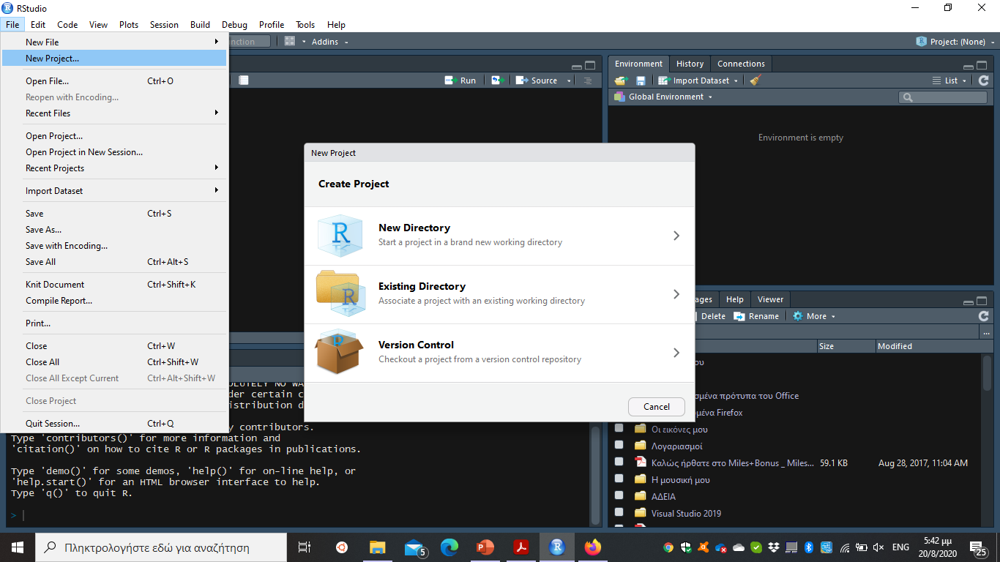 RStudio
File Edit Code View Plots Session Build Debug Profile Tools Help
nction Addins Project: (None)
New File
New Project...
Open File... Ctrl+O
Reopen with Encoding...
Recent Files
Open Project...
Open Project in New Session...
Recent Projects
Import Dataset
Save Ctrl+S
Save As...
Save with Encoding...
Save All Ctrl+Alt+S
Knit Document Ctrl+Shift+K
Compile Report...
Print...
Close Ctrl+W
Close All Ctrl+Shift+W
Close All Except Current Ctrl+Alt+Shift+W
Close Project
Quit Session... Ctrl+Q
Run Source
New Project
Create Project
R
New Directory
Start a project in a brand new working directory
R
Existing Directory
Associate a project with an existing working directory
R
Version Control
Checkout a project from a version control repository
Cancel
Environment History Connections
Import Dataset List
Global Environment
Environment is empty
ages Help Viewer
Delete Rename More
...
Size Modified
ου
σμένα πρότυπα του Office
μένα Firefox
Οι εικόνες μου
Λογαριασμοί
Καλώς ήρθατε στο Miles+Bonus _ Miles... 59.1 KB Aug 28, 2017, 11:04 AM
Η μουσική μου
ΑΔΕΙΑ
Visual Studio 2019
OLUTELY NO WA
der certain c
istribution d
y contributors.
Type 'contributors()' for more information and
'citation()' on how to cite R or R packages in publications.
Type 'demo()' for some demos, 'help()' for on-line help, or
'help.start()' for an HTML browser interface to help.
Type 'q()' to quit R.
>
Πληκτρολογήστε εδώ για αναζήτηση
5
R
ENG
5:42 μμ
20/8/2020
25